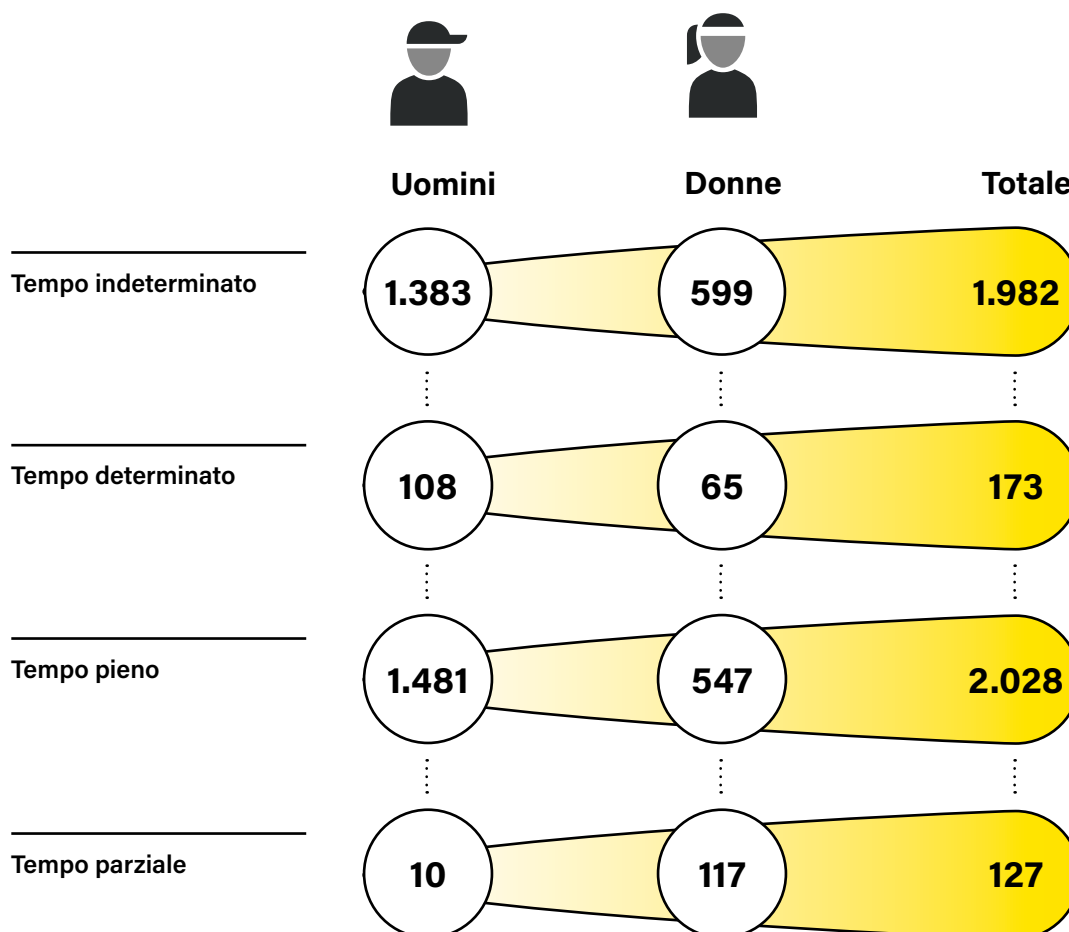 Uomini Donne Totale
Tempo indeterminato 1.383 599 1.982
Tempo determinato 108 65 173
Tempo pieno 1.481 547 2.028
Tempo parziale 10 117 127